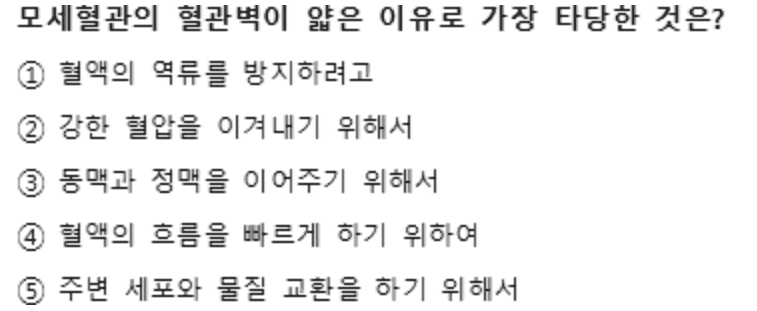 모세혈관의 혈관벽이 얇은 이유로 가장 타당한 것은?
① 혈액의 역류를 방지하려고
② 강한 혈압을 이겨내기 위해서
③ 동맥과 정맥을 이어주기 위해서
④ 혈액의 흐름을 빠르게 하기 위하여
⑤ 주변 세포와 물질 교환을 하기 위해서